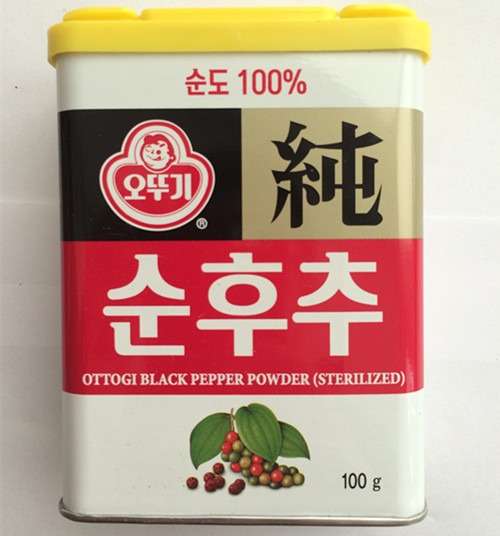 순도 100%
오뚜기
®
純
순후추
OTTOGI BLACK PEPPER POWDER (STERILIZED)
100 g